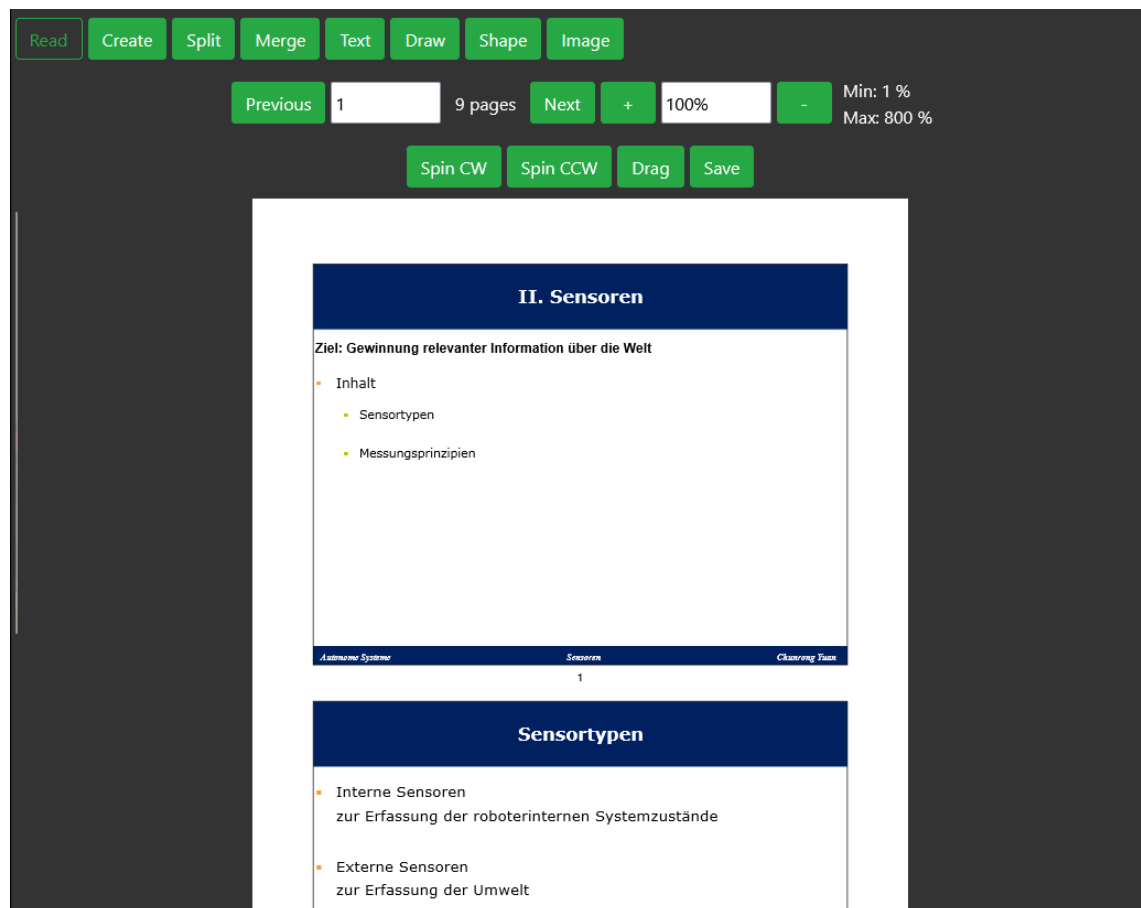 Read Create Split Merge Text Draw Shape Image
Previous 1 9 pages Next + 100% - Min: 1 %
Max: 800 %
Spin CW Spin CCW Drag Save
II. Sensoren
Ziel: Gewinnung relevanter Information über die Welt
Inhalt
Sensortypen
Messungsprinzipien
Autonome Systeme Sensoren Chunrong Yuan
1
Sensortypen
Interne Sensoren
zur Erfassung der roboterinternen Systemzustände
Externe Sensoren
zur Erfassung der Umwelt